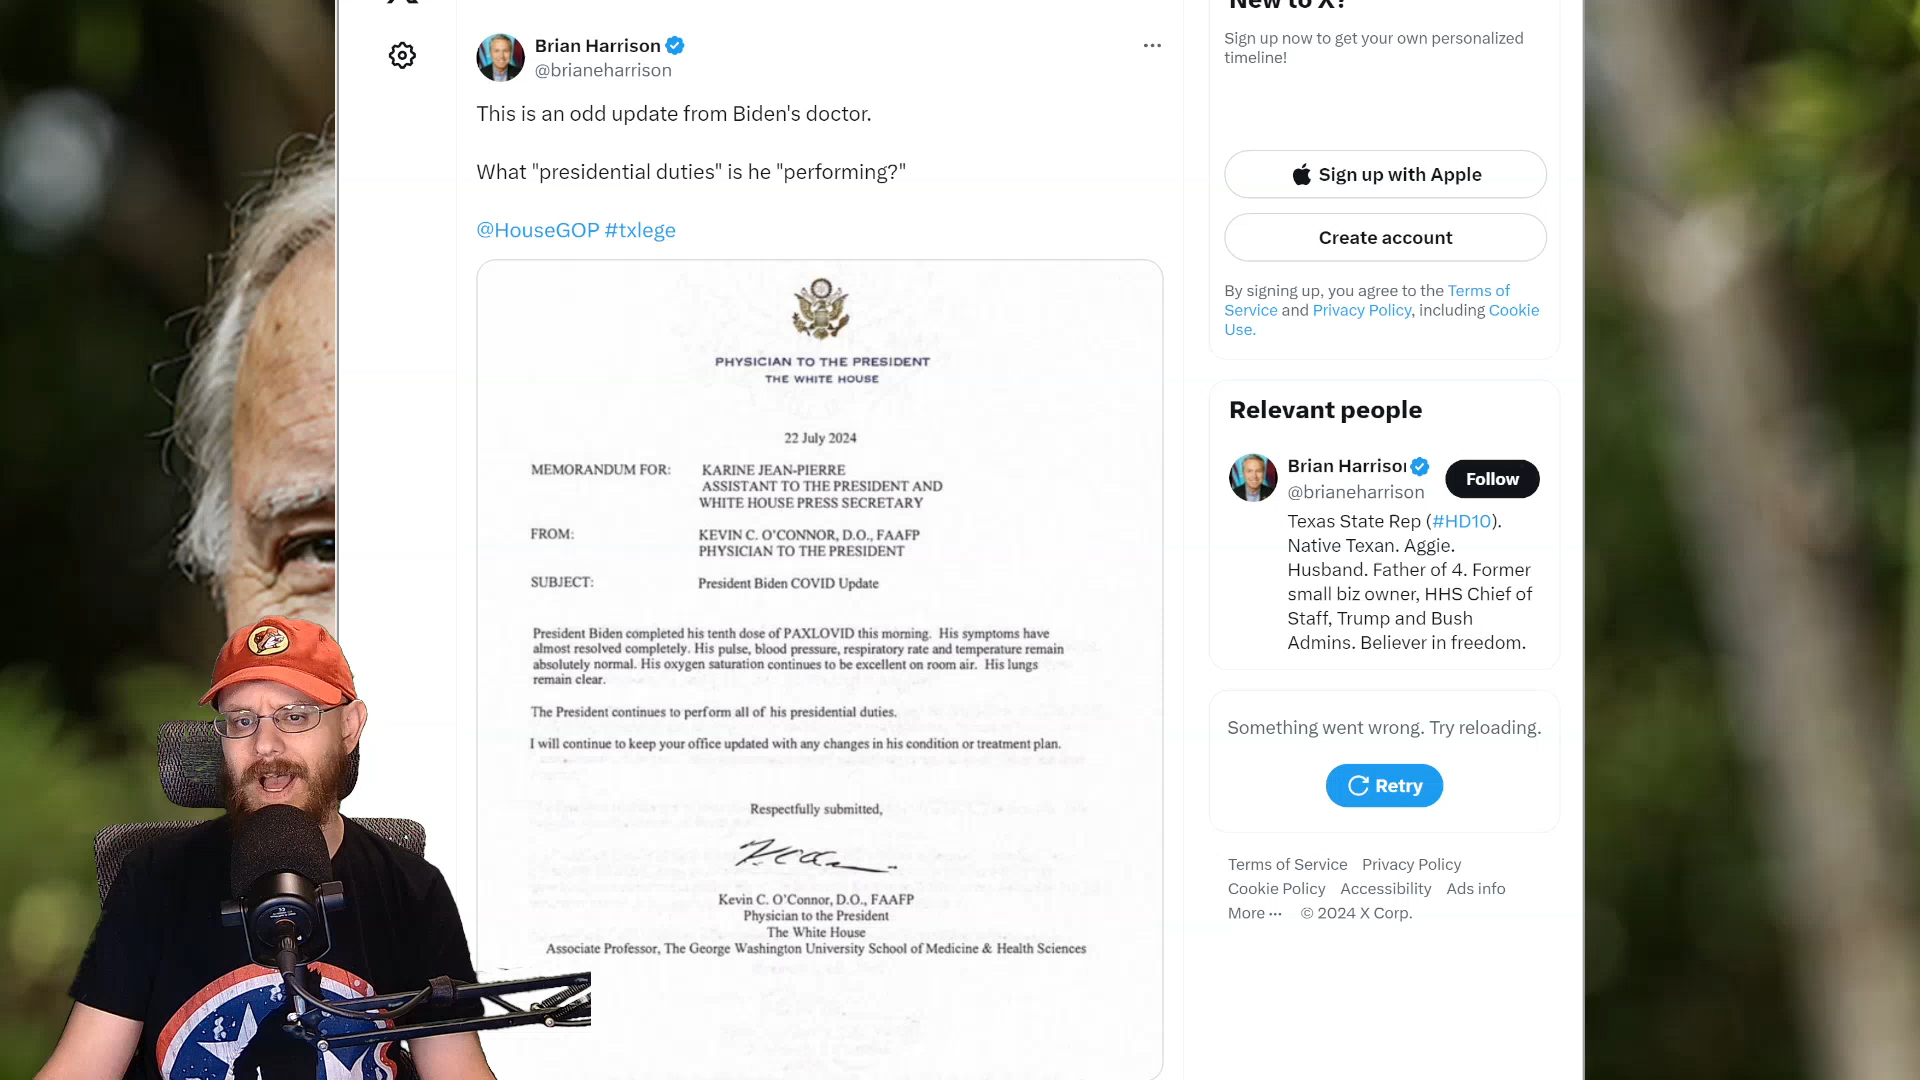 New to X?
Brian Harrison
@brianeharrison
This is an odd update from Biden's doctor.
What "presidential duties" is he "performing?"
@HouseGOP #txlege
PHYSICIAN TO THE PRESIDENT
THE WHITE HOUSE
22 July 2024
MEMORANDUM FOR: KARINE JEAN-PIERRE
ASSISTANT TO THE PRESIDENT AND
WHITE HOUSE PRESS SECRETARY
FROM: KEVIN C. O'CONNOR, D.O., FAAFP
PHYSICIAN TO THE PRESIDENT
SUBJECT: President Biden COVID Update
President Biden completed his tenth dose of PAXLOVID this morning. His symptoms have
almost resolved completely. His pulse, blood pressure, respiratory rate and temperature remain
absolutely normal. His oxygen saturation continues to be excellent on room air. His lungs
remain clear.
The President continues to perform all of his presidential duties.
I will continue to keep your office updated with any changes in his condition or treatment plan.
Respectfully submitted,
Kevin C. O'Connor, D.O., FAAFP
Physician to the President
The White House
Associate Professor, The George Washington University School of Medicine & Health Sciences
Sign up now to get your own personalized
timeline!
Sign up with Apple
Create account
By signing up, you agree to the Terms of
Service and Privacy Policy, including Cookie
Use.
Relevant people
Brian Harrison
@brianeharrison
Follow
Texas State Rep (#HD10).
Native Texan. Aggie.
Husband. Father of 4. Former
small biz owner, HHS Chief of
Staff, Trump and Bush
Admins. Believer in freedom.
Something went wrong. Try reloading.
Retry
Terms of Service Privacy Policy
Cookie Policy Accessibility Ads info
More ··· © 2024 X Corp.